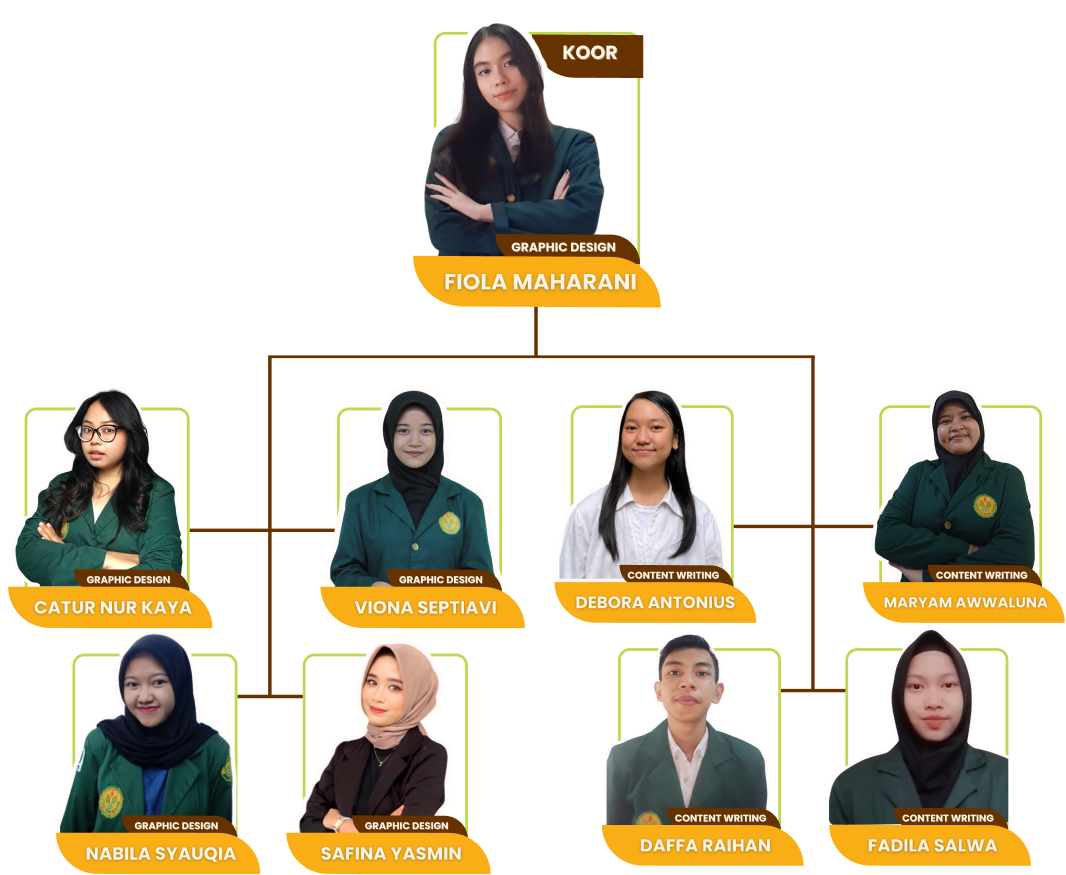 KOOR
GRAPHIC DESIGN
FIOLA MAHARANI
GRAPHIC DESIGN
CATUR NUR KAYA
GRAPHIC DESIGN
VIONA SEPTIAVI
CONTENT WRITING
DEBORA ANTONIUS
CONTENT WRITING
MARYAM AWWALUNA
GRAPHIC DESIGN
NABILA SYAUQIA
GRAPHIC DESIGN
SAFINA YASMIN
CONTENT WRITING
DAFFA RAIHAN
CONTENT WRITING
FADILA SALWA